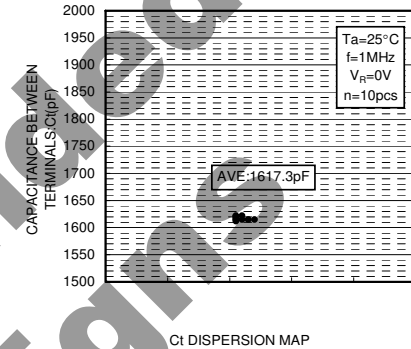 2000
1950
1900
1850
1800
1750
1700
1650
1600
1550
1500
CAPACITANCE BETWEEN
TERMINALS:Ct(pF)
Ta=25°C
f=1MHz
VR=0V
n=10pcs
AVE:1617.3pF
Ct DISPERSION MAP